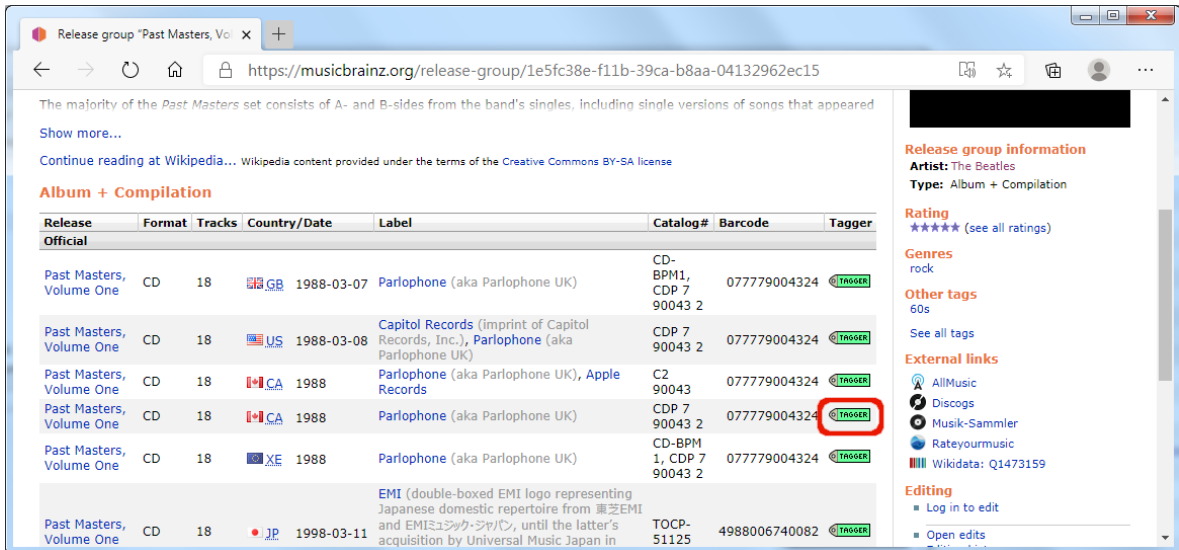 Release group "Past Masters, Vol
https://musicbrainz.org/release-group/1e5fc38e-f11b-39ca-b8aa-04132962ec15
The majority of the Past Masters set consists of A- and B-sides from the band's singles, including single versions of songs that appeared
Show more...
Continue reading at Wikipedia... Wikipedia content provided under the terms of the Creative Commons BY-SA license
Album + Compilation
Release Format Tracks Country/Date Label Catalog# Barcode Tagger
Official
Past Masters, Volume One CD 18 GB 1988-03-07 Parlophone (aka Parlophone UK) CD-BPM1, CDP 7 90043 2 077779004324 TAGGER
Past Masters, Volume One CD 18 US 1988-03-08 Capitol Records (imprint of Capitol Records, Inc.), Parlophone (aka Parlophone UK) CDP 7 90043 2 077779004324 TAGGER
Past Masters, Volume One CD 18 CA 1988 Parlophone (aka Parlophone UK), Apple Records C2 90043 077779004324 TAGGER
Past Masters, Volume One CD 18 CA 1988 Parlophone (aka Parlophone UK) CDP 7 90043 2 077779004324 TAGGER
Past Masters, Volume One CD 18 XE 1988 Parlophone (aka Parlophone UK) CD-BPM 1, CDP 7 90043 2 077779004324 TAGGER
Past Masters, Volume One CD 18 JP 1998-03-11 EMI (double-boxed EMI logo representing Japanese domestic repertoire from 東芝EMI and EMIミュジック・ジャパン, until the latter's acquisition by Universal Music Japan in TOCP-51125 4988006740082 TAGGER
Release group information
Artist: The Beatles
Type: Album + Compilation
Rating
(see all ratings)
Genres
rock
Other tags
60s
See all tags
External links
AllMusic
Discogs
Musik-Sammler
Rateyourmusic
Wikidata: Q1473159
Editing
Log in to edit
Open edits